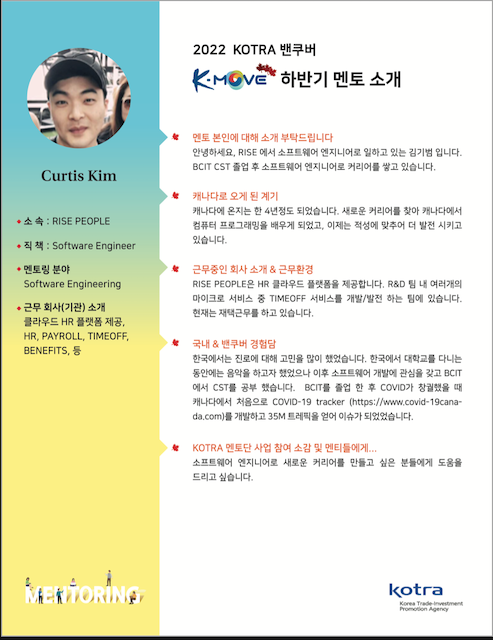 2022 KOTRA 밴쿠버
K-MOVE 하반기 멘토 소개
Curtis Kim
소 속 : RISE PEOPLE
직 책 : Software Engineer
멘토링 분야
Software Engineering
근무 회사(기관) 소개
클라우드 HR 플랫폼 제공,
HR, PAYROLL, TIMEOFF,
BENEFITS, 등
멘토 본인에 대해 소개 부탁드립니다
안녕하세요, RISE 에서 소프트웨어 엔지니어로 일하고 있는 김기범 입니다.
BCIT CST 졸업 후 소프트웨어 엔지니어로 커리어를 쌓고 있습니다.
캐나다로 오게 된 계기
캐나다에 온지는 한 4년정도 되었습니다. 새로운 커리어를 찾아 캐나다에서
컴퓨터 프로그래밍을 배우게 되었고, 이제는 적성에 맞추어 더 발전 시키고
있습니다.
근무중인 회사 소개 & 근무환경
RISE PEOPLE은 HR 클라우드 플랫폼을 제공합니다. R&D 팀 내 여러개의
마이크로 서비스 중 TIMEOFF 서비스를 개발/발전 하는 팀에 있습니다.
현재는 재택근무를 하고 있습니다.
국내 & 밴쿠버 경험담
한국에서는 진로에 대해 고민을 많이 했었습니다. 한국에서 대학교를 다니는
동안에는 음악을 하고자 했었으나 이후 소프트웨어 개발에 관심을 갖고 BCIT
에서 CST를 공부 했습니다. BCIT를 졸업 한 후 COVID가 창궐했을 때
캐나다에서 처음으로 COVID-19 tracker (https://www.covid-19cana-
da.com)를 개발하고 35M 트레픽을 얻어 이슈가 되었었습니다.
KOTRA 멘토단 사업 참여 소감 및 멘티들에게...
소프트웨어 엔지니어로 새로운 커리어를 만들고 싶은 분들에게 도움을
드리고 싶습니다.
MENTORING
kotra
Korea Trade-Investment
Promotion Agency